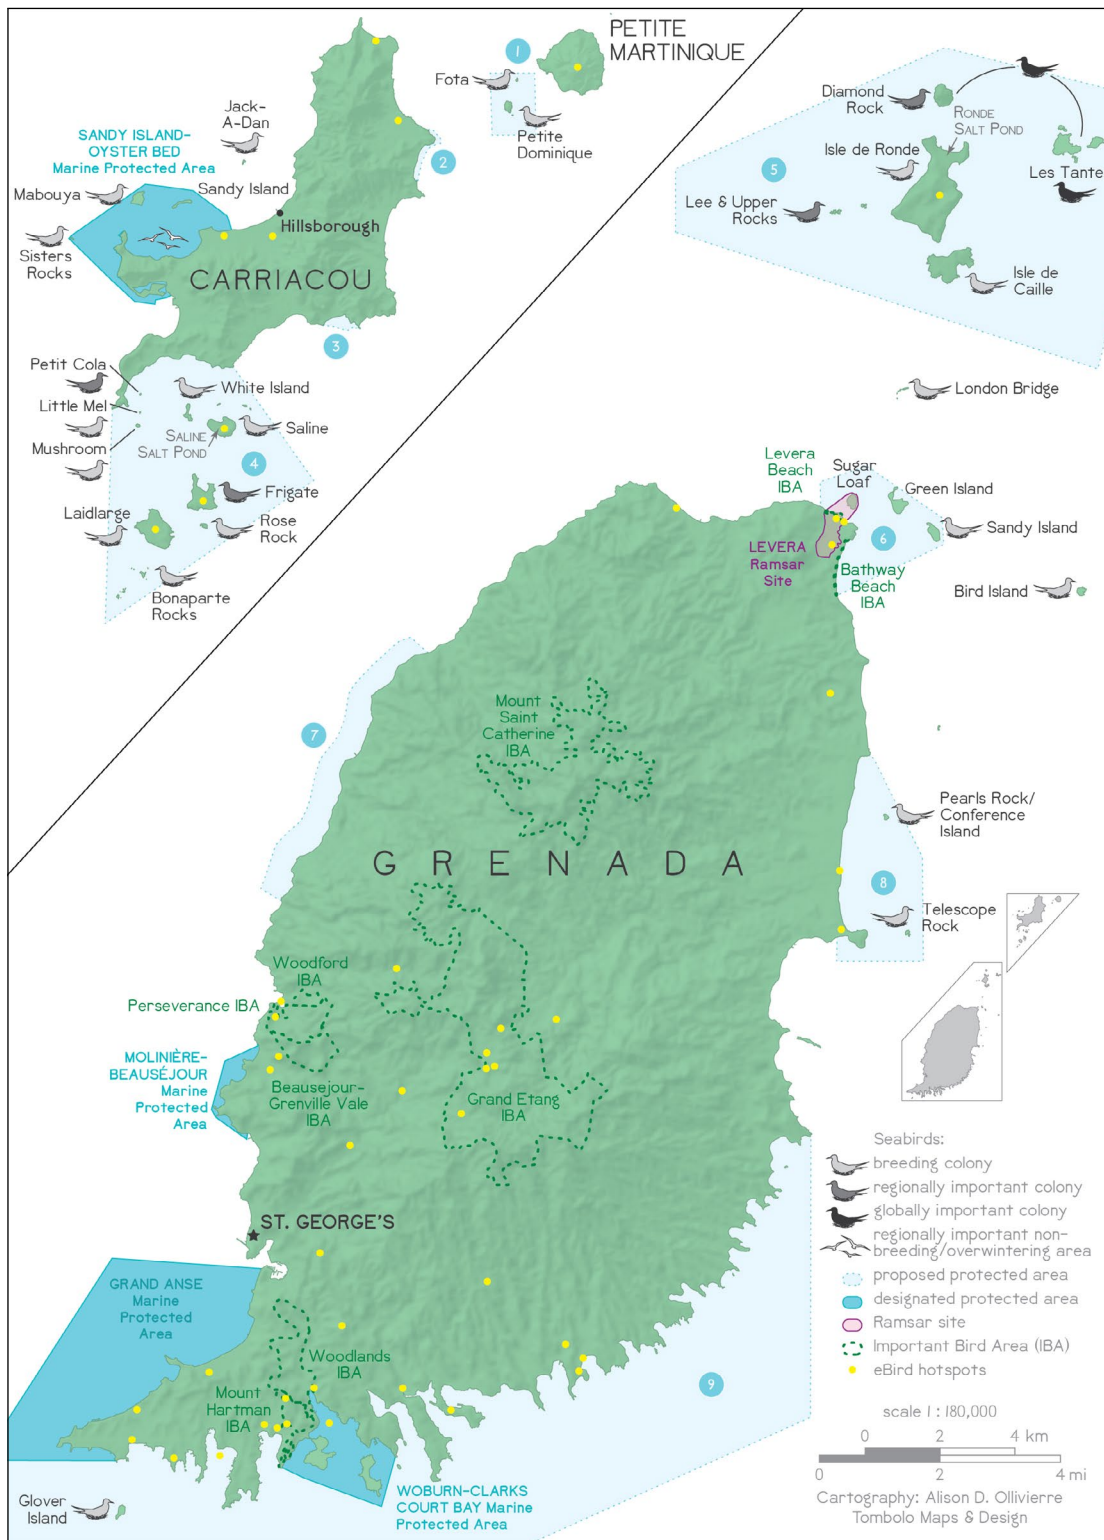 PETITE
MARTINIQUE
1
Fota
Petite
Dominique
Jack-
A-Dan
SANDY ISLAND-
OYSTER BED
Marine Protected Area
2
Mabouya
Sandy Island
Hillsborough
Sisters
Rocks
CARRIACOU
3
Petit Cola
White Island
Little Mel
Saline
SALINE
SALT POND
Mushroom
4
Frigate
Laidlarge
Rose
Rock
Bonaparte
Rocks
Diamond
Rock
RONDE
SALT POND
Isle de Ronde
5
Les Tantes
Lee & Upper
Rocks
Isle de
Caille
London Bridge
Levera
Beach
IBA
Sugar
Loaf
Green Island
Sandy Island
6
LEVERA
Ramsar
Site
Bathway
Beach
IBA
Bird Island
Mount
Saint
Catherine
IBA
7
Pearls Rock/
Conference
Island
GRENADA
8
Telescope
Rock
Woodford
IBA
Perseverance IBA
MOLINIÈRE-
BEAUSÉJOUR
Marine
Protected
Area
Beausejour-
Grenville Vale
IBA
Grand Etang
IBA
ST. GEORGE'S
GRAND ANSE
Marine
Protected
Area
Woodlands
IBA
Mount
Hartman
IBA
9
WOBURN-CLARKS
COURT BAY Marine
Protected Area
Glover
Island
Seabirds:
breeding colony
regionally important colony
globally important colony
regionally important non-
breeding/overwintering area
proposed protected area
designated protected area
Ramsar site
Important Bird Area (IBA)
eBird hotspots
scale 1 : 180,000
0 2 4 km
0 2 4 mi
Cartography: Alison D. Ollivierre
Tombolo Maps & Design